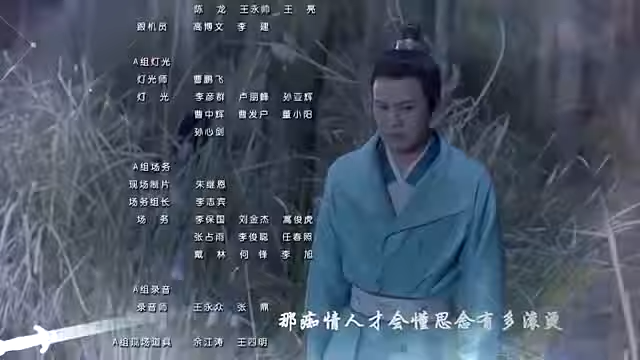 陈 龙 王永帅 王 亮
跟机员 高博文 李 建
A组灯光
灯光师 曹鹏飞
灯 光 李彦群 卢丽峰 孙亚辉
曹中辉 曹发户 董小阳
孙心剑
A组场务
现场制片 朱继恩
场务组长 李志宾
场 务 李保国 刘金杰 高俊虎
张占雨 李俊聪 任春照
戴 林 何 锋 李 旭
A组录音
录音师 王永众 张 鼎
那痴情人才会懂思念有多滚烫
A组现场道具 余江涛 王四明